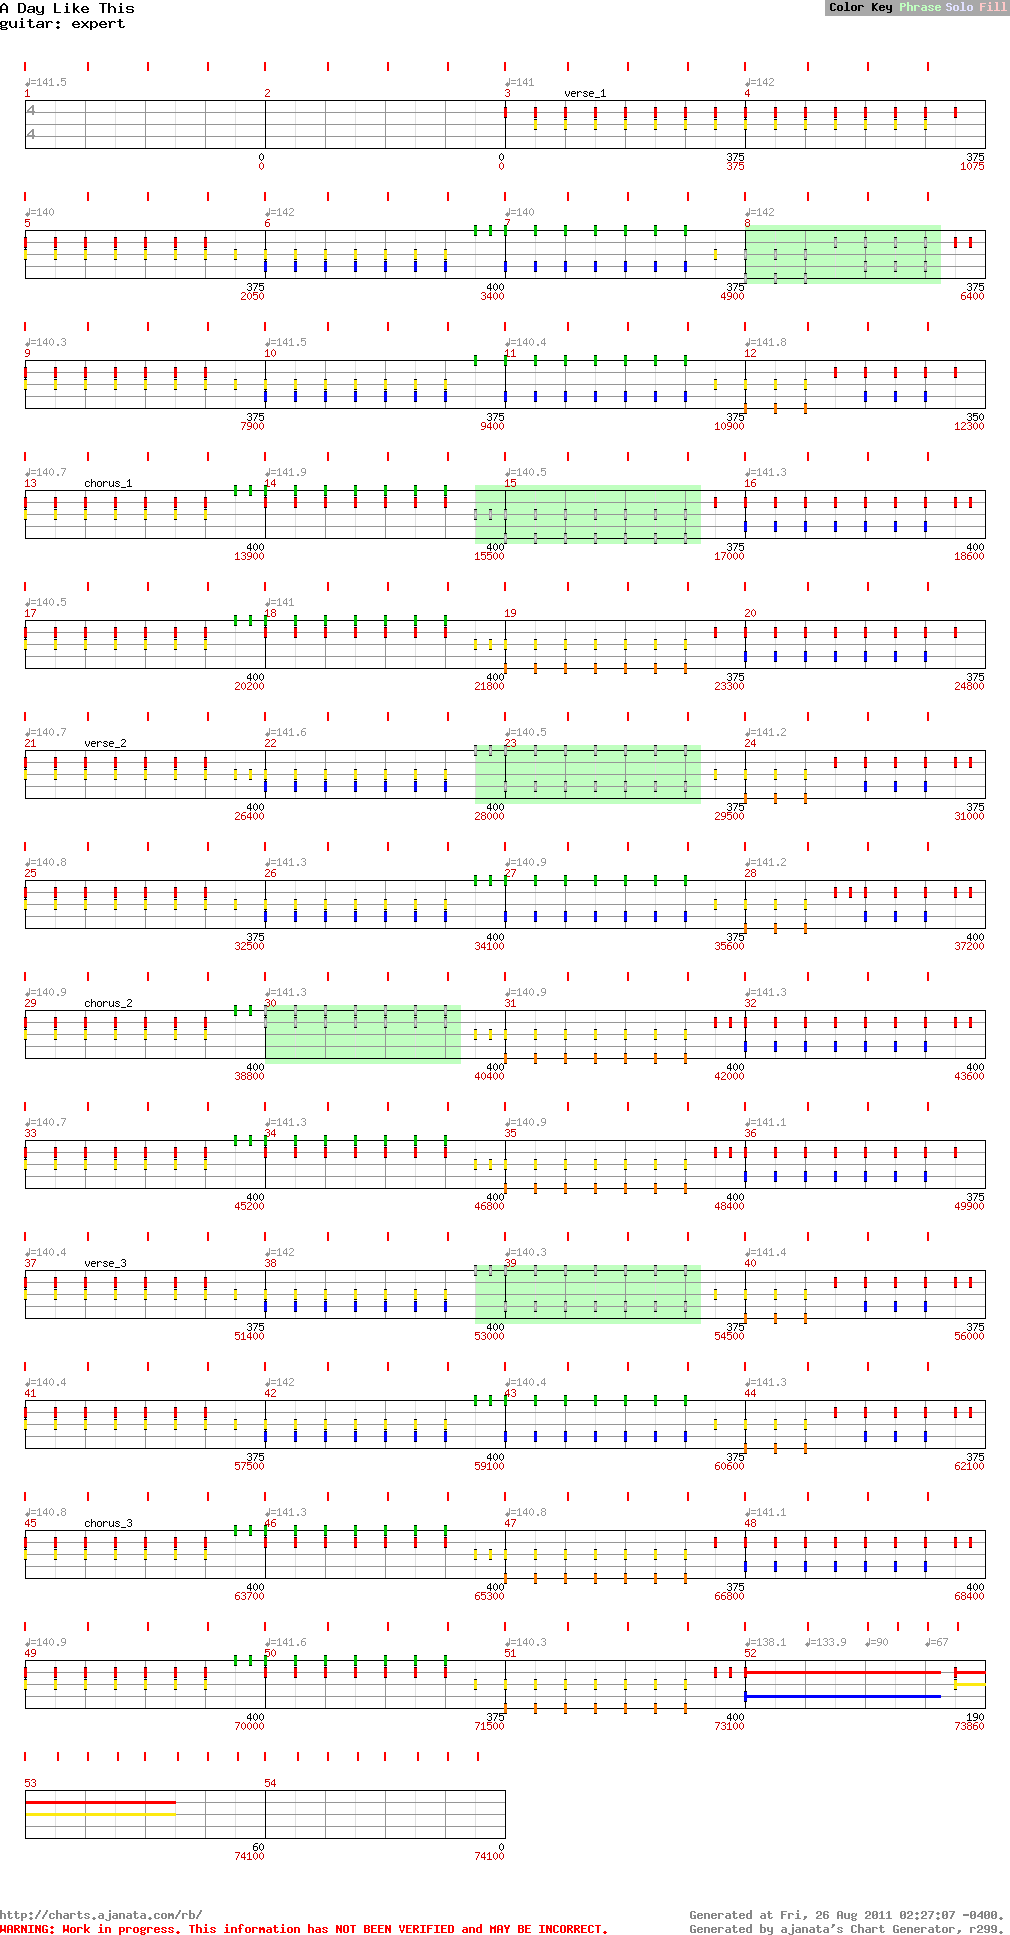 A Day Like This
guitar: expert
Color Key Phrase Solo Fill
♩=141.5 ♩=141 ♩=142
1 2 3 verse_1 4
4
4
0 0 375 375
0 0 375 1075
♩=140 ♩=142 ♩=140 ♩=142
5 6 7 8
375 400 375 375
2050 3400 4900 6400
♩=140.3 ♩=141.5 ♩=140.4 ♩=141.8
9 10 11 12
375 375 375 350
7900 9400 10900 12300
♩=140.7 ♩=141.9 ♩=140.5 ♩=141.3
13 chorus_1 14 15 16
400 400 375 400
13900 15500 17000 18600
♩=140.5 ♩=141
17 18 19 20
400 400 375 375
20200 21800 23300 24800
♩=140.7 ♩=141.6 ♩=140.5 ♩=141.2
21 verse_2 22 23 24
400 400 375 375
26400 28000 29500 31000
♩=140.8 ♩=141.3 ♩=140.9 ♩=141.2
25 26 27 28
375 400 375 400
32500 34100 35600 37200
♩=140.9 ♩=141.3 ♩=140.9 ♩=141.3
29 chorus_2 30 31 32
400 400 400 400
38800 40400 42000 43600
♩=140.7 ♩=141.3 ♩=140.9 ♩=141.1
33 34 35 36
400 400 400 375
45200 46800 48400 49900
♩=140.4 ♩=142 ♩=140.3 ♩=141.4
37 verse_3 38 39 40
375 400 375 375
51400 53000 54500 56000
♩=140.4 ♩=142 ♩=140.4 ♩=141.3
41 42 43 44
375 400 375 375
57500 59100 60600 62100
♩=140.8 ♩=141.3 ♩=140.8 ♩=141.1
45 chorus_3 46 47 48
400 400 375 400
63700 65300 66800 68400
♩=140.9 ♩=141.6 ♩=140.3 ♩=138.1 ♩=133.9 ♩=90 ♩=67
49 50 51 52
400 375 400 190
70000 71500 73100 73860
53 54
60 0
74100 74100
http://charts.ajanata.com/rb/
WARNING: Work in progress. This information has NOT BEEN VERIFIED and MAY BE INCORRECT.
Generated at Fri, 26 Aug 2011 02:27:07 -0400.
Generated by ajanata's Chart Generator, r299.